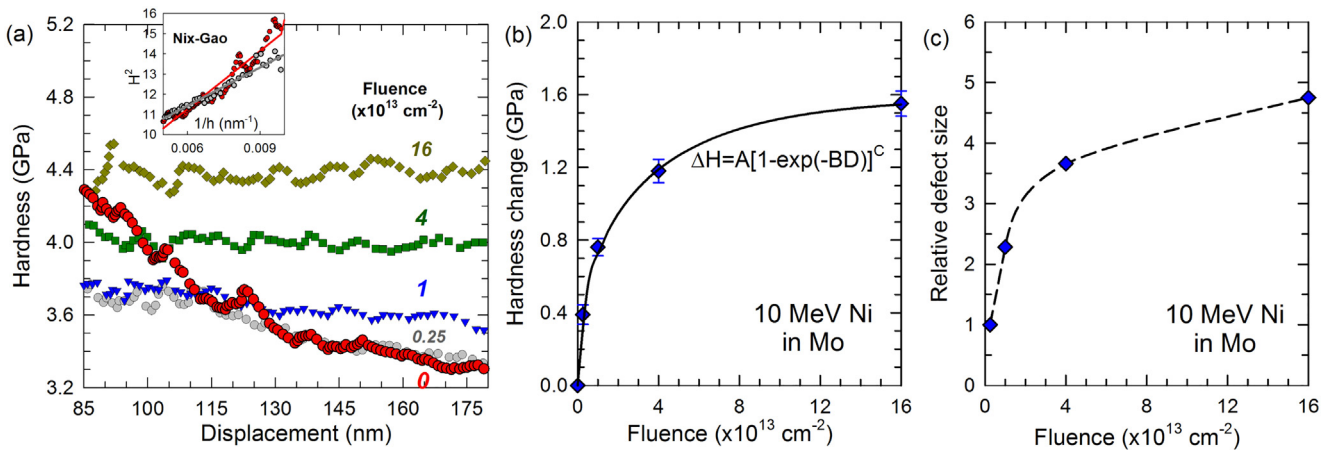 (a)
5.2
4.8
4.4
4.0
3.6
3.2
Hardness (GPa)
85
100
115
130
145
160
175
Displacement (nm)
16
15
14
13
12
11
10
H²
Nix-Gao
1/h (nm⁻¹)
0.006
0.009
Fluence
(x10¹³ cm⁻²)
16
4
1
0.25
0
(b)
2.0
1.6
1.2
0.8
0.4
0.0
Hardness change (GPa)
ΔH=A[1-exp(-BD)]ᶜ
10 MeV Ni
in Mo
0
4
8
12
16
Fluence (x10¹³ cm⁻²)
(c)
6
5
4
3
2
1
0
Relative defect size
10 MeV Ni
in Mo
0
4
8
12
16
Fluence (x10¹³ cm⁻²)